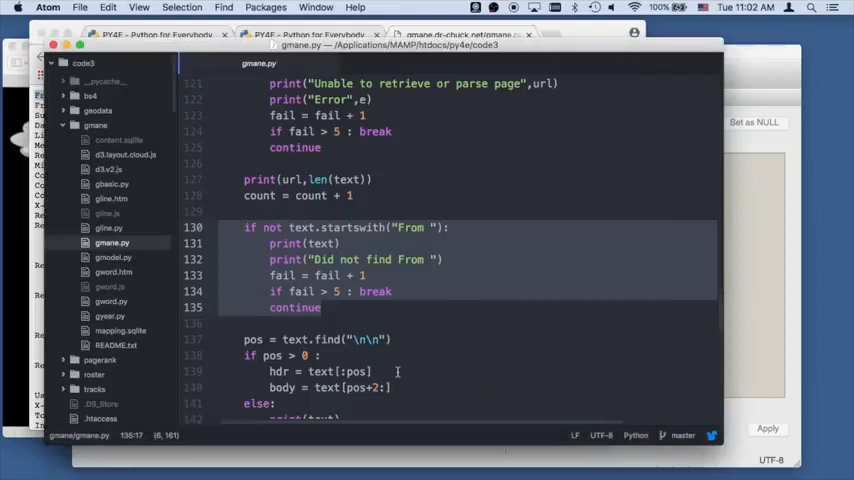 Atom File Edit View Selection Find Packages Window Help 100% Tue 11:02 AM
PY4E - Python for Everybody
PY4E - Python for Everybody
gmane.dr-chuck.net/gmane.
gmane.py — /Applications/MAMP/htdocs/py4e/code3
code3
__pycache__
bs4
geodata
gmane
content.sqlite
d3.layout.cloud.js
d3.v2.js
gbasic.py
gline.htm
gline.js
gline.py
gmane.py
gmodel.py
gword.htm
gword.js
gword.py
gyear.py
mapping.sqlite
README.txt
pagerank
roster
tracks
.DS_Store
.htaccess
gmane.py
121 print("Unable to retrieve or parse page",url)
122 print("Error",e)
123 fail = fail + 1
124 if fail > 5 : break
125 continue
126
127 print(url,len(text))
128 count = count + 1
129
130 if not text.startswith("From "):
131 print(text)
132 print("Did not find From ")
133 fail = fail + 1
134 if fail > 5 : break
135 continue
136
137 pos = text.find("\n\n")
138 if pos > 0 :
139 hdr = text[:pos]
140 body = text[pos+2:]
141 else:
142 print(text)
gmane/gmane.py 135:17 (6, 161) LF UTF-8 Python master
Set as NULL
Apply
UTF-8